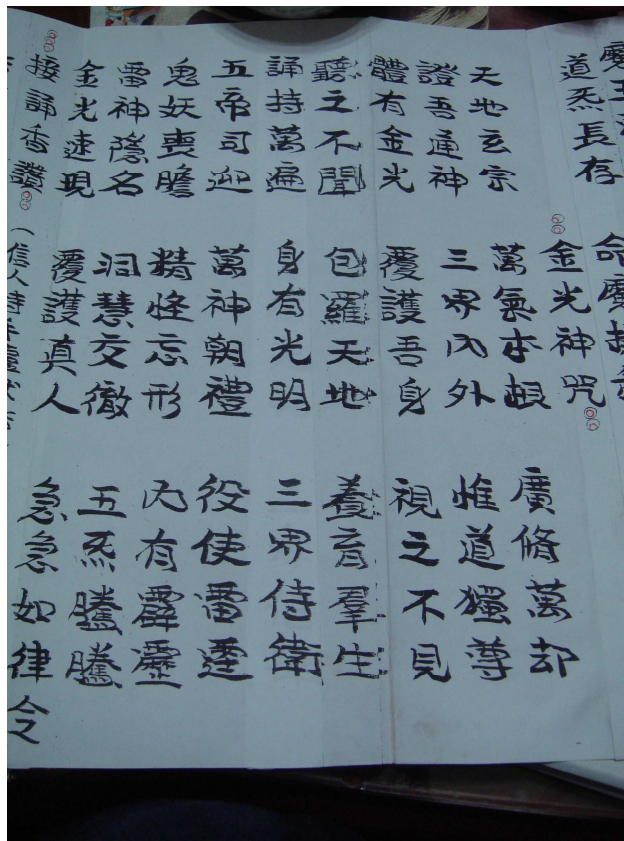 道炁長存
金光神咒
天地玄宗 萬氣本根 廣脩萬却
證吾通神 三界內外 惟道獨尊
體有金光 覆護吾身 視之不見
聽之不聞 包羅天地 養育羣生
誦持萬遍 身有光明 三界侍衛
五帝司迎 萬神朝禮 役使雷霆
鬼妖喪膽 精怪忘形 內有霹靂
雷神隱名 洞慧交徹 五炁騰騰
金光速現 覆護真人 急急如律令
接誦香讚